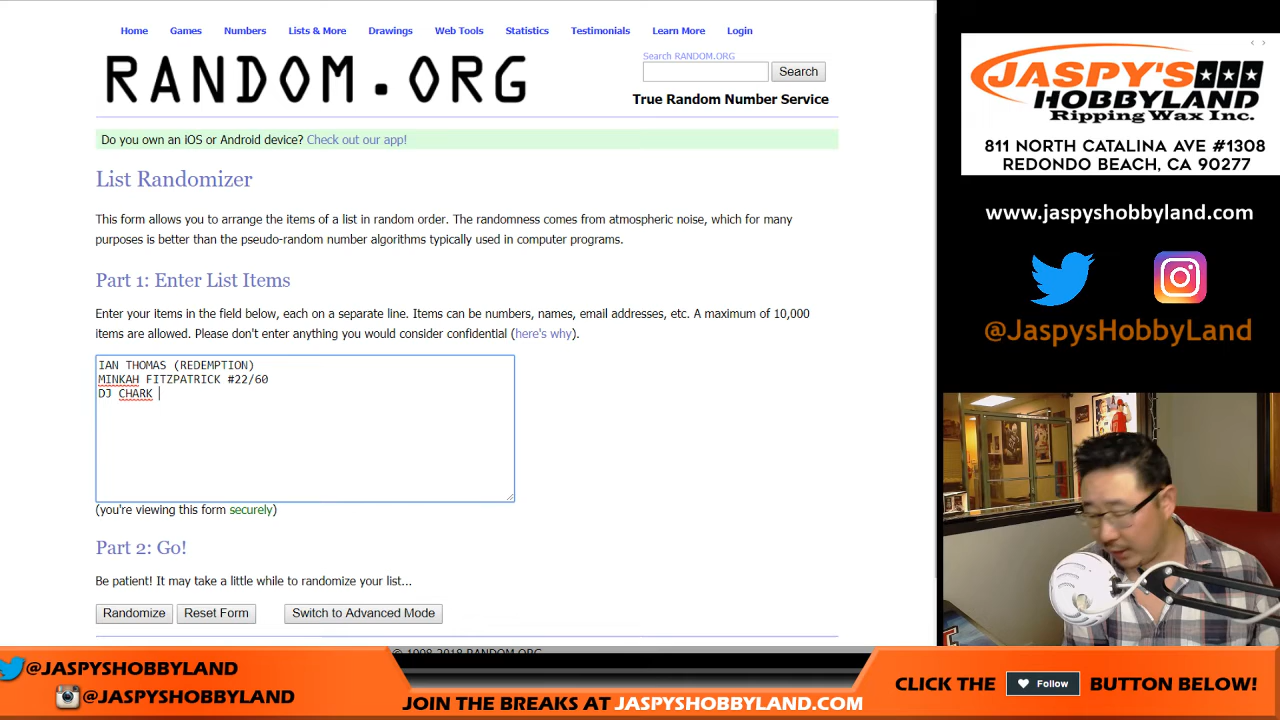 Home Games Numbers Lists & More Drawings Web Tools Statistics Testimonials Learn More Login
RANDOM.ORG
Search RANDOM.ORG
Search
True Random Number Service
Do you own an iOS or Android device? Check out our app!
List Randomizer
This form allows you to arrange the items of a list in random order. The randomness comes from atmospheric noise, which for many
purposes is better than the pseudo-random number algorithms typically used in computer programs.
Part 1: Enter List Items
Enter your items in the field below, each on a separate line. Items can be numbers, names, email addresses, etc. A maximum of 10,000
items are allowed. Please don't enter anything you would consider confidential (here's why).
IAN THOMAS (REDEMPTION)
MINKAH FITZPATRICK #22/60
DJ CHARK
(you're viewing this form securely)
Part 2: Go!
Be patient! It may take a little while to randomize your list...
Randomize Reset Form Switch to Advanced Mode
© 1998-2018 RANDOM.ORG
JASPY'S
HOBBYLAND
Ripping Wax Inc.
811 NORTH CATALINA AVE #1308
REDONDO BEACH, CA 90277
www.jaspyshobbyland.com
@JaspysHobbyLand
@JASPYSHOBBYLAND
@JASPYSHOBBYLAND
JOIN THE BREAKS AT JASPYSHOBBYLAND.COM
CLICK THE Follow BUTTON BELOW!